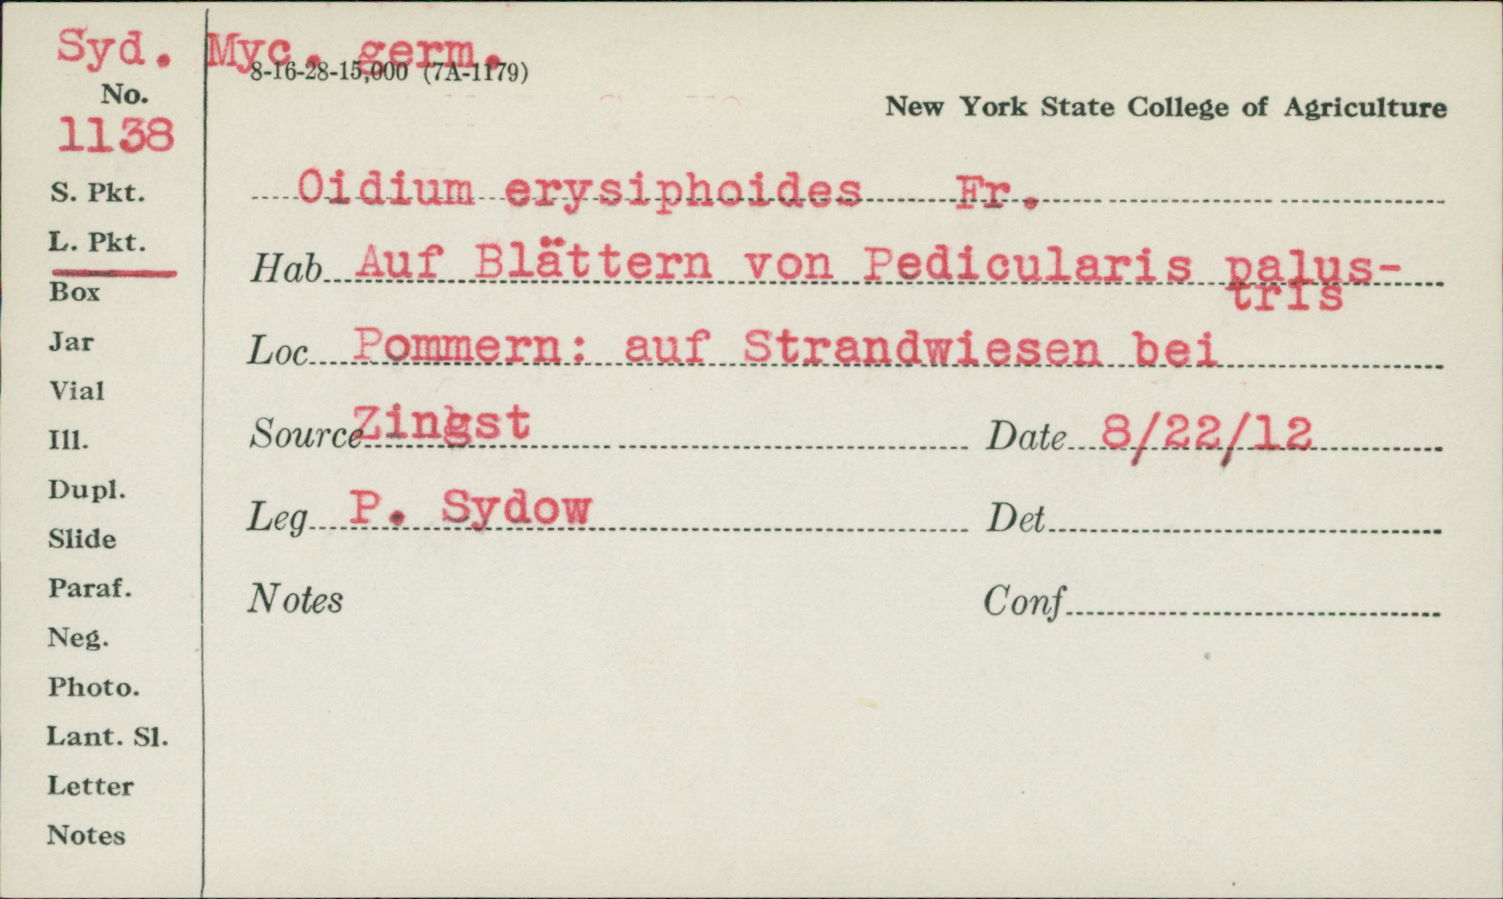 Syd. Myc. germ.
8-16-28-15,000 (7A-1179)
No.
1138
New York State College of Agriculture
S. Pkt.
L. Pkt.
Box
Jar
Vial
Ill.
Dupl.
Slide
Paraf.
Neg.
Photo.
Lant. Sl.
Letter
Notes
Oidium erysiphoides Fr.
Hab Auf Blättern von Pedicularis palus-
tris
Loc Pommern: auf Strandwiesen bei
Source Zingst Date 8/22/12
Leg P. Sydow Det
Notes Conf